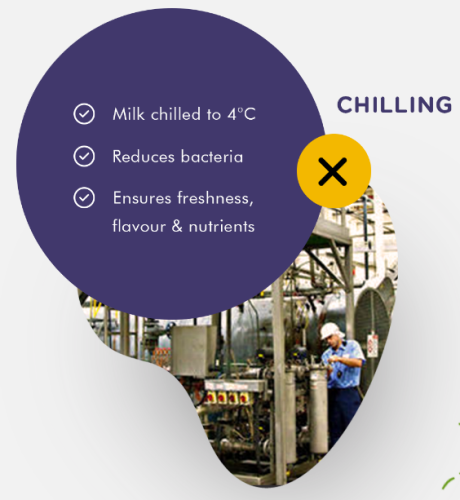 CHILLING
Milk chilled to 4°C
Reduces bacteria
Ensures freshness,
flavour & nutrients